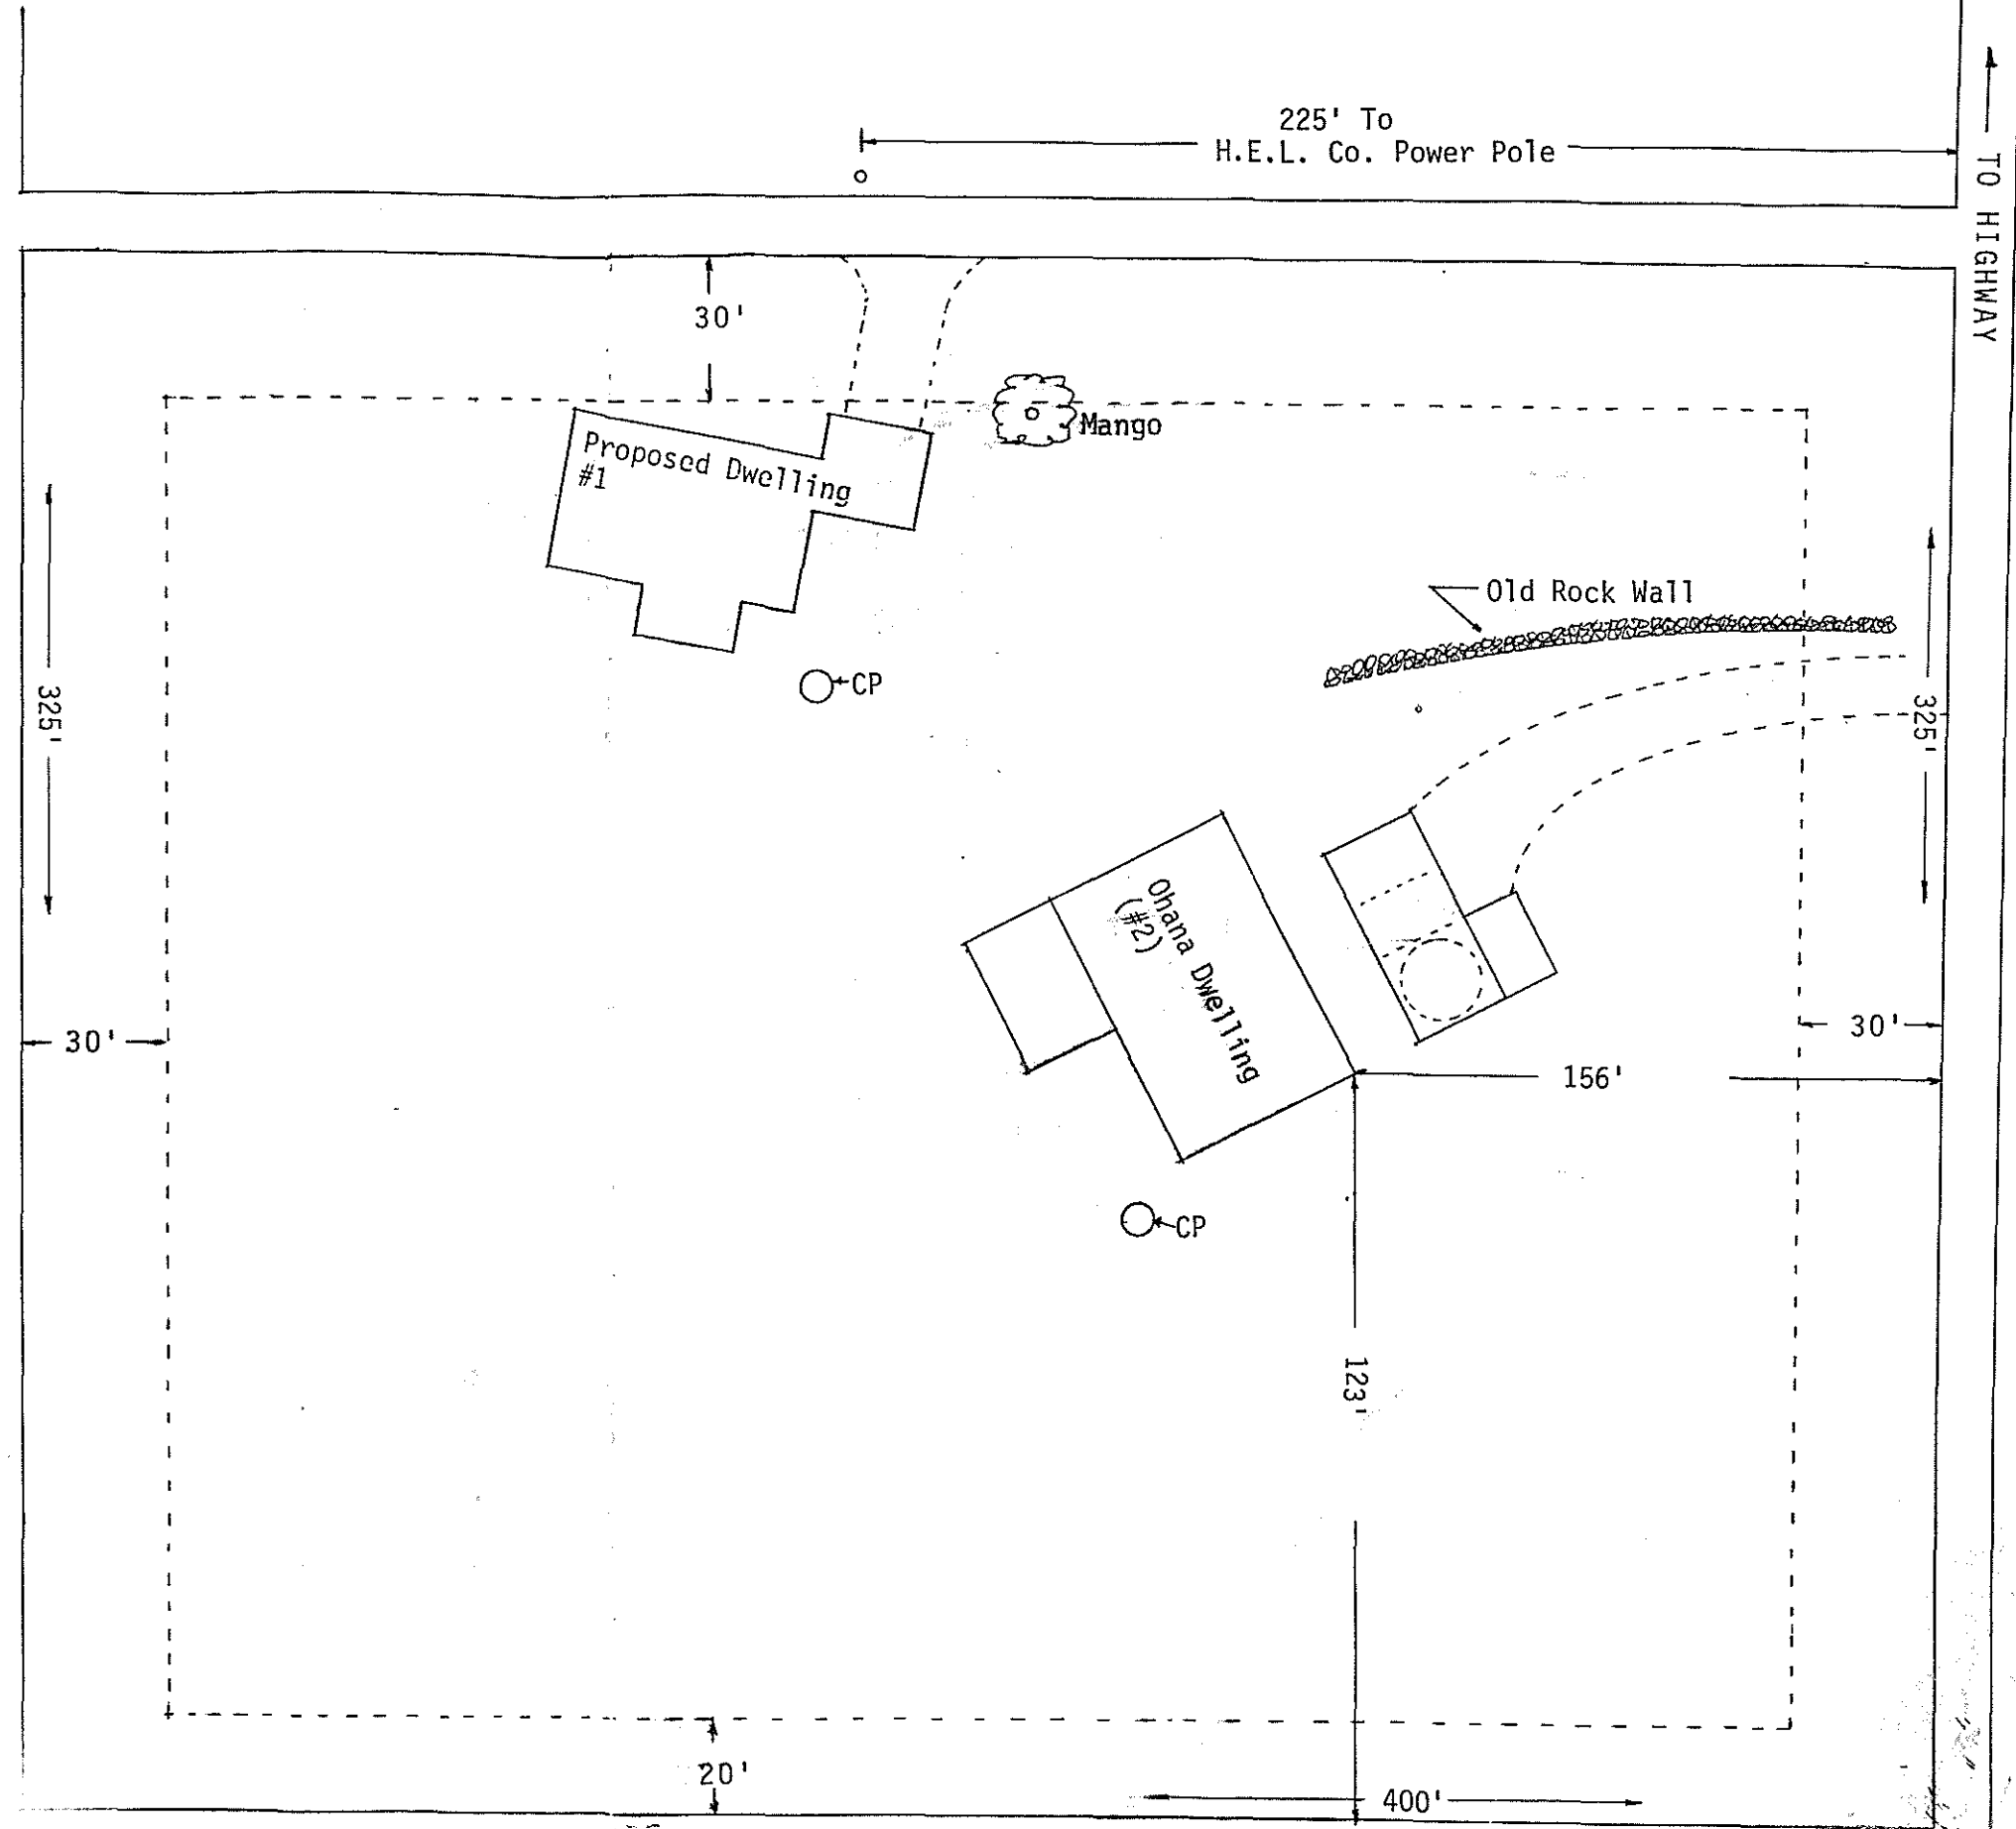 225' To
H.E.L. Co. Power Pole
TO HIGHWAY
30'
Mango
Proposed Dwelling
#1
Old Rock Wall
CP
325'
325'
Ohana Dwelling
(#2)
30'
30'
156'
CP
123'
20'
400'